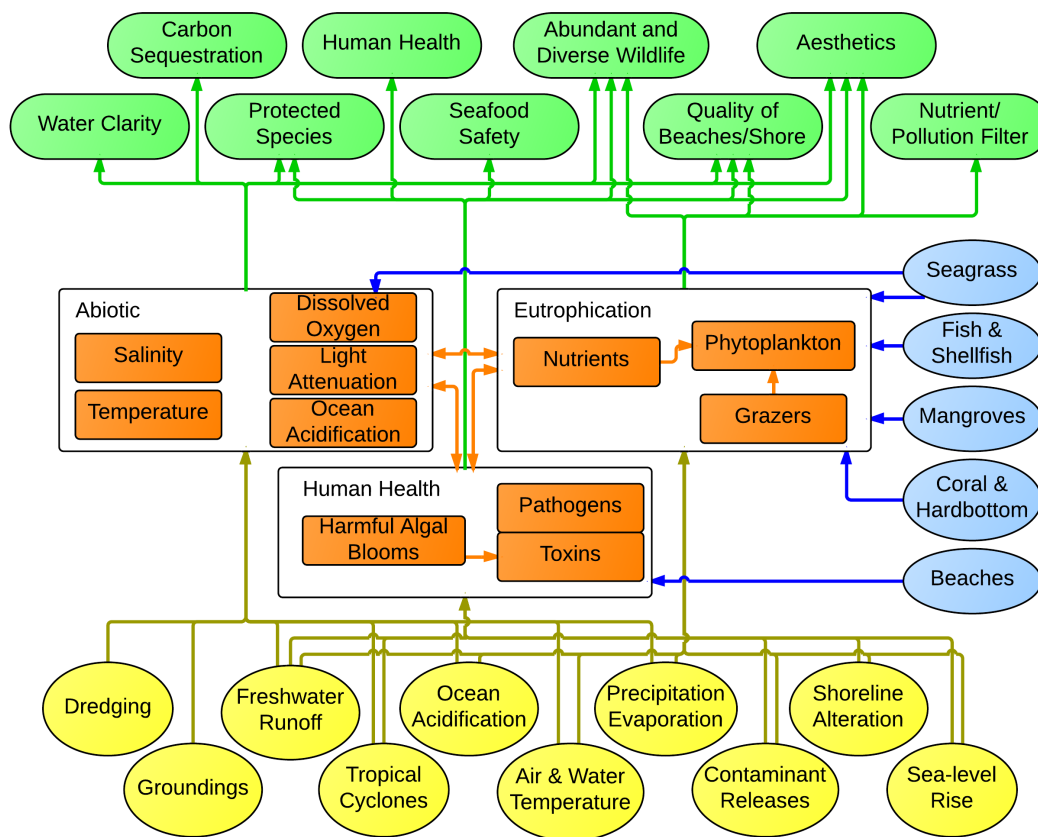 Carbon
Sequestration
Human Health
Abundant and
Diverse Wildlife
Aesthetics
Water Clarity
Protected
Species
Seafood
Safety
Quality of
Beaches/Shore
Nutrient/
Pollution Filter
Abiotic
Salinity
Temperature
Dissolved
Oxygen
Light
Attenuation
Ocean
Acidification
Eutrophication
Nutrients
Phytoplankton
Grazers
Seagrass
Fish &
Shellfish
Mangroves
Coral &
Hardbottom
Beaches
Human Health
Harmful Algal
Blooms
Pathogens
Toxins
Dredging
Freshwater
Runoff
Ocean
Acidification
Precipitation
Evaporation
Shoreline
Alteration
Groundings
Tropical
Cyclones
Air & Water
Temperature
Contaminant
Releases
Sea-level
Rise